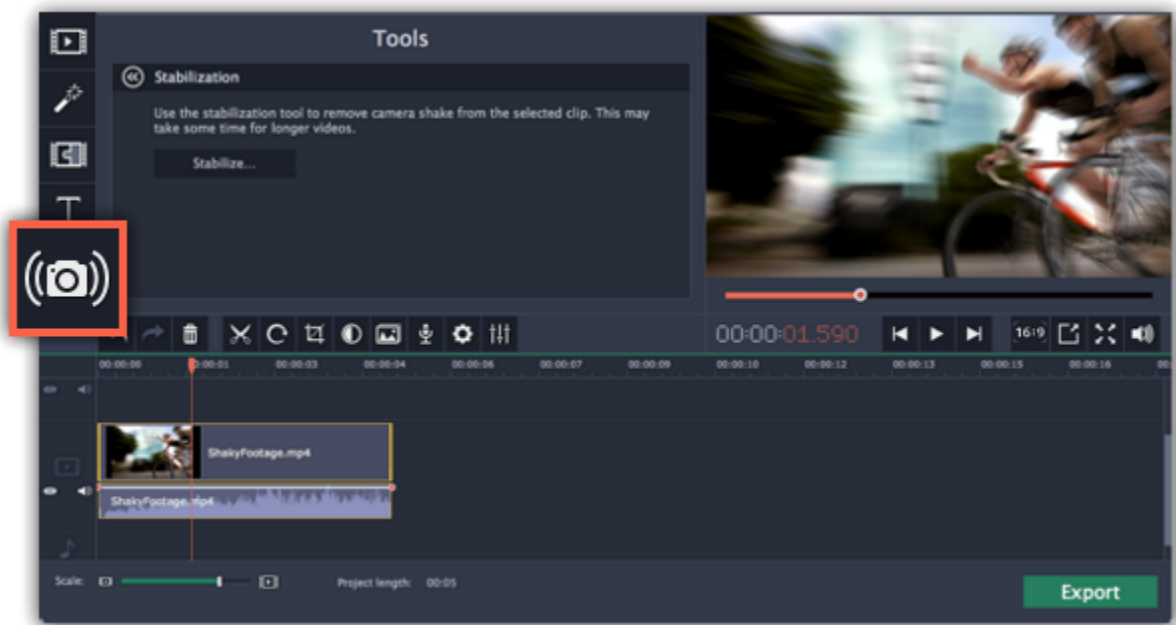 Tools
Stabilization
Use the stabilization tool to remove camera shake from the selected clip. This may
take some time for longer videos.
Stabilize...
T
00:00:01.590
16:9
00:00:00 00:00:01 00:00:03 00:00:04 00:00:06 00:00:07 00:00:09 00:00:10 00:00:12 00:00:13 00:00:15 00:00:16
ShakyFootage.mp4
ShakyFootage.mp4
Scale:
Project length: 00:05
Export